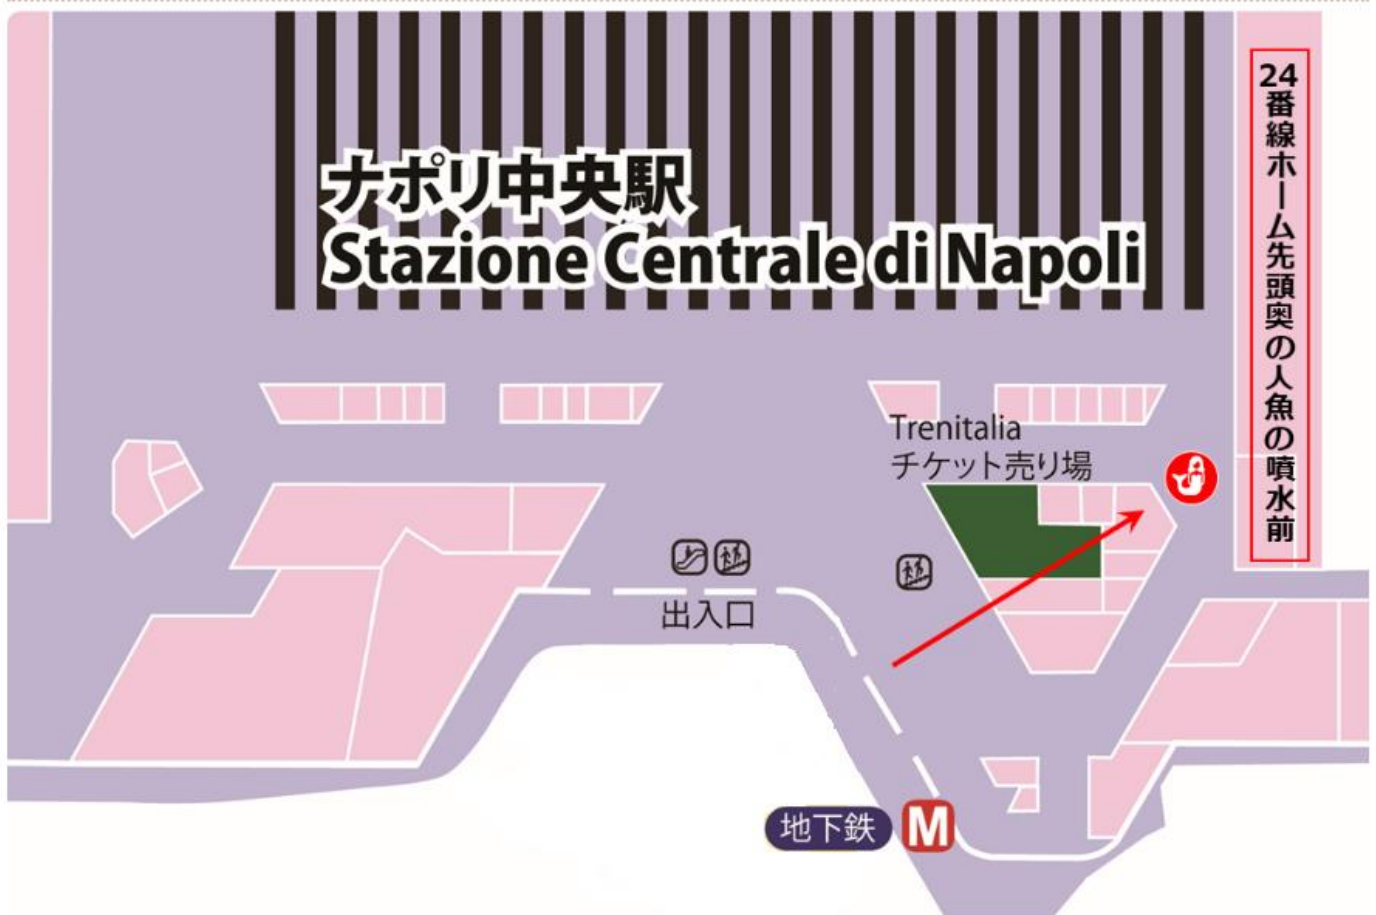 ナポリ中央駅
Stazione Centrale di Napoli
24番線ホーム先頭奥の人魚の噴水前
Trenitalia
チケット売り場
出入口
地下鉄
M